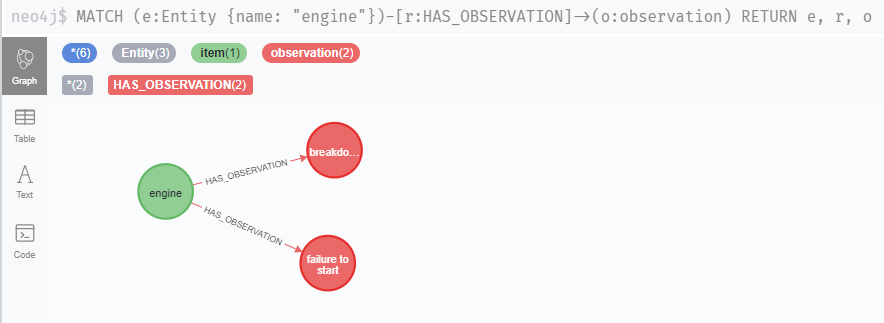 neo4j$ MATCH (e:Entity {name: "engine"})-[r:HAS_OBSERVATION]->(o:observation) RETURN e, r, o
Graph
*(6) Entity(3) item(1) observation(2)
*(2) HAS_OBSERVATION(2)
Table
Text
Code
engine
HAS_OBSERVATION
breakdo...
HAS_OBSERVATION
failure to
start